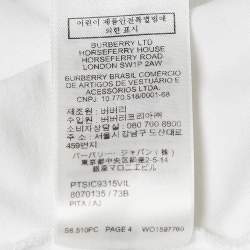 어린이 제품안전특별법에
의한 표시
BURBERRY LTD
HORSEFERRY HOUSE
HORSEFERRY ROAD
LONDON SW1P 2AW
BURBERRY BRASIL COMÉRCIO
DE ARTIGOS DE VESTUÁRIO E
ACESSÓRIOS LTDA.
CNPJ: 10.770.518/0001-68
제조원 : 버버리
수입원 : 버버리코리아㈜
소비자상담실 : 080 700 8800
주소 : 서울시 강남구 도산대로
459번지
バーバリー・ジャパン(株)
東京都中央区銀座2-5-14
銀座マロニエビル
PTSIC9315VIL
8070135 / 73B
PITA / AJ
PAGE 4